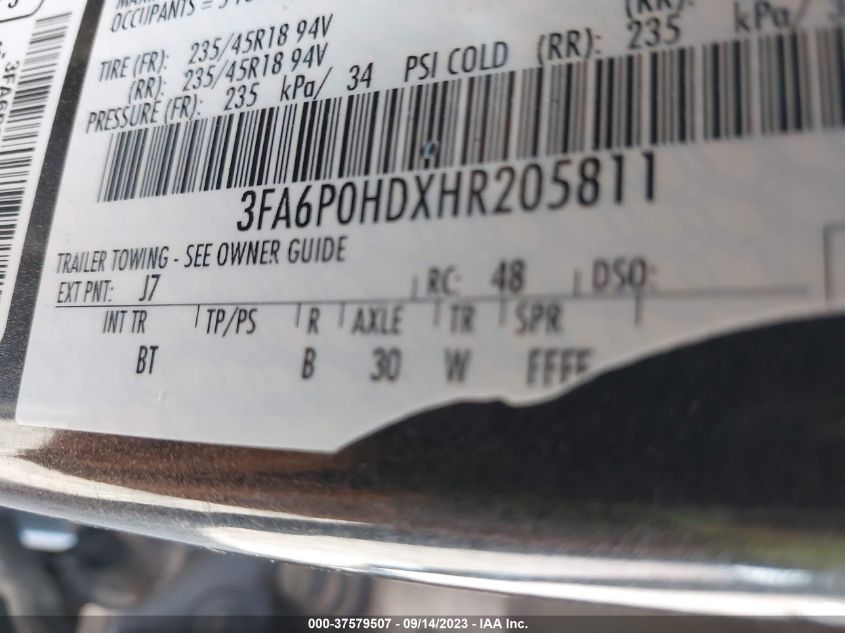 OCCUPANTS =
TIRE (FR): 235/45R18 94V
(RR): 235/45R18 94V
PRESSURE (FR): 235 kPa/ 34 PSI COLD (RR): 235 kPa/
3FA6P0HDXHR205811
TRAILER TOWING - SEE OWNER GUIDE
EXT PNT: J7 RC: 48 DSO:
INT TR TP/PS R AXLE TR SPR
BT B 30 W FFFF
000-37579507 - 09/14/2023 - IAAI Inc.